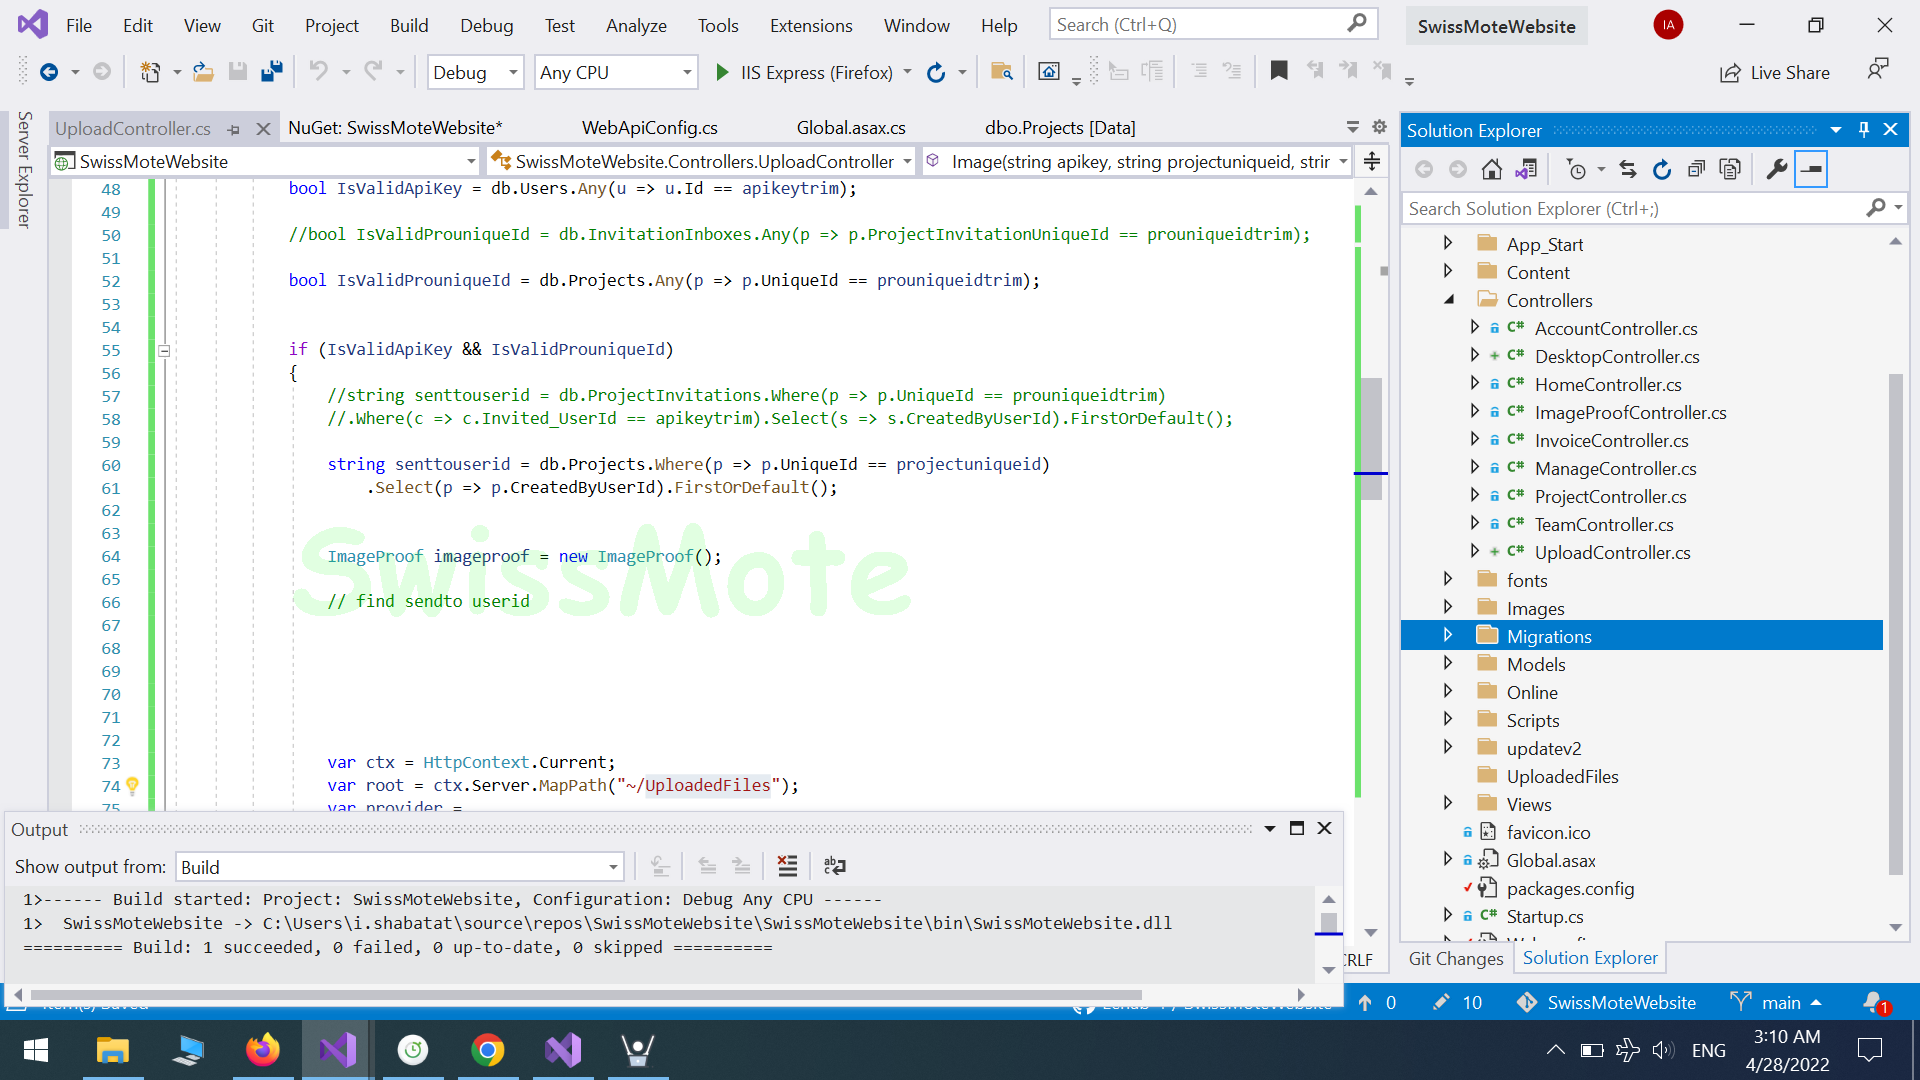 File Edit View Git Project Build Debug Test Analyze Tools Extensions Window Help Search (Ctrl+Q) SwissMoteWebsite IA
Debug Any CPU IIS Express (Firefox) Live Share
Server Explorer
UploadController.cs NuGet: SwissMoteWebsite* WebApiConfig.cs Global.asax.cs dbo.Projects [Data]
SwissMoteWebsite SwissMoteWebsite.Controllers.UploadController Image(string apikey, string projectuniqueid, strir
48 bool IsValidApiKey = db.Users.Any(u => u.Id == apikeytrim);
49
50 //bool IsValidProuniqueId = db.InvitationInboxes.Any(p => p.ProjectInvitationUniqueId == prouniqueidtrim);
51
52 bool IsValidProuniqueId = db.Projects.Any(p => p.UniqueId == prouniqueidtrim);
53
54
55 if (IsValidApiKey && IsValidProuniqueId)
56 {
57 //string senttouserid = db.ProjectInvitations.Where(p => p.UniqueId == prouniqueidtrim)
58 //.Where(c => c.Invited_UserId == apikeytrim).Select(s => s.CreatedByUserId).FirstOrDefault();
59
60 string senttouserid = db.Projects.Where(p => p.UniqueId == projectuniqueid)
61 .Select(p => p.CreatedByUserId).FirstOrDefault();
62
63
64 ImageProof imageproof = new ImageProof();
65
SwissMote
66 // find sendto userid
67
68
69
70
71
72
73 var ctx = HttpContext.Current;
74 var root = ctx.Server.MapPath("~/UploadedFiles");
75 var provider =
Output
Show output from: Build
1>------ Build started: Project: SwissMoteWebsite, Configuration: Debug Any CPU ------
1> SwissMoteWebsite -> C:\Users\i.shabatat\source\repos\SwissMoteWebsite\SwissMoteWebsite\bin\SwissMoteWebsite.dll
========== Build: 1 succeeded, 0 failed, 0 up-to-date, 0 skipped ==========
CRLF
Solution Explorer
Search Solution Explorer (Ctrl+;)
App_Start
Content
Controllers
C# AccountController.cs
C# DesktopController.cs
C# HomeController.cs
C# ImageProofController.cs
C# InvoiceController.cs
C# ManageController.cs
C# ProjectController.cs
C# TeamController.cs
C# UploadController.cs
fonts
Images
Migrations
Models
Online
Scripts
updatev2
UploadedFiles
Views
favicon.ico
Global.asax
packages.config
C# Startup.cs
Git Changes Solution Explorer
Item(s) Saved 0 10 SwissMoteWebsite main 1
ENG
3:10 AM
4/28/2022